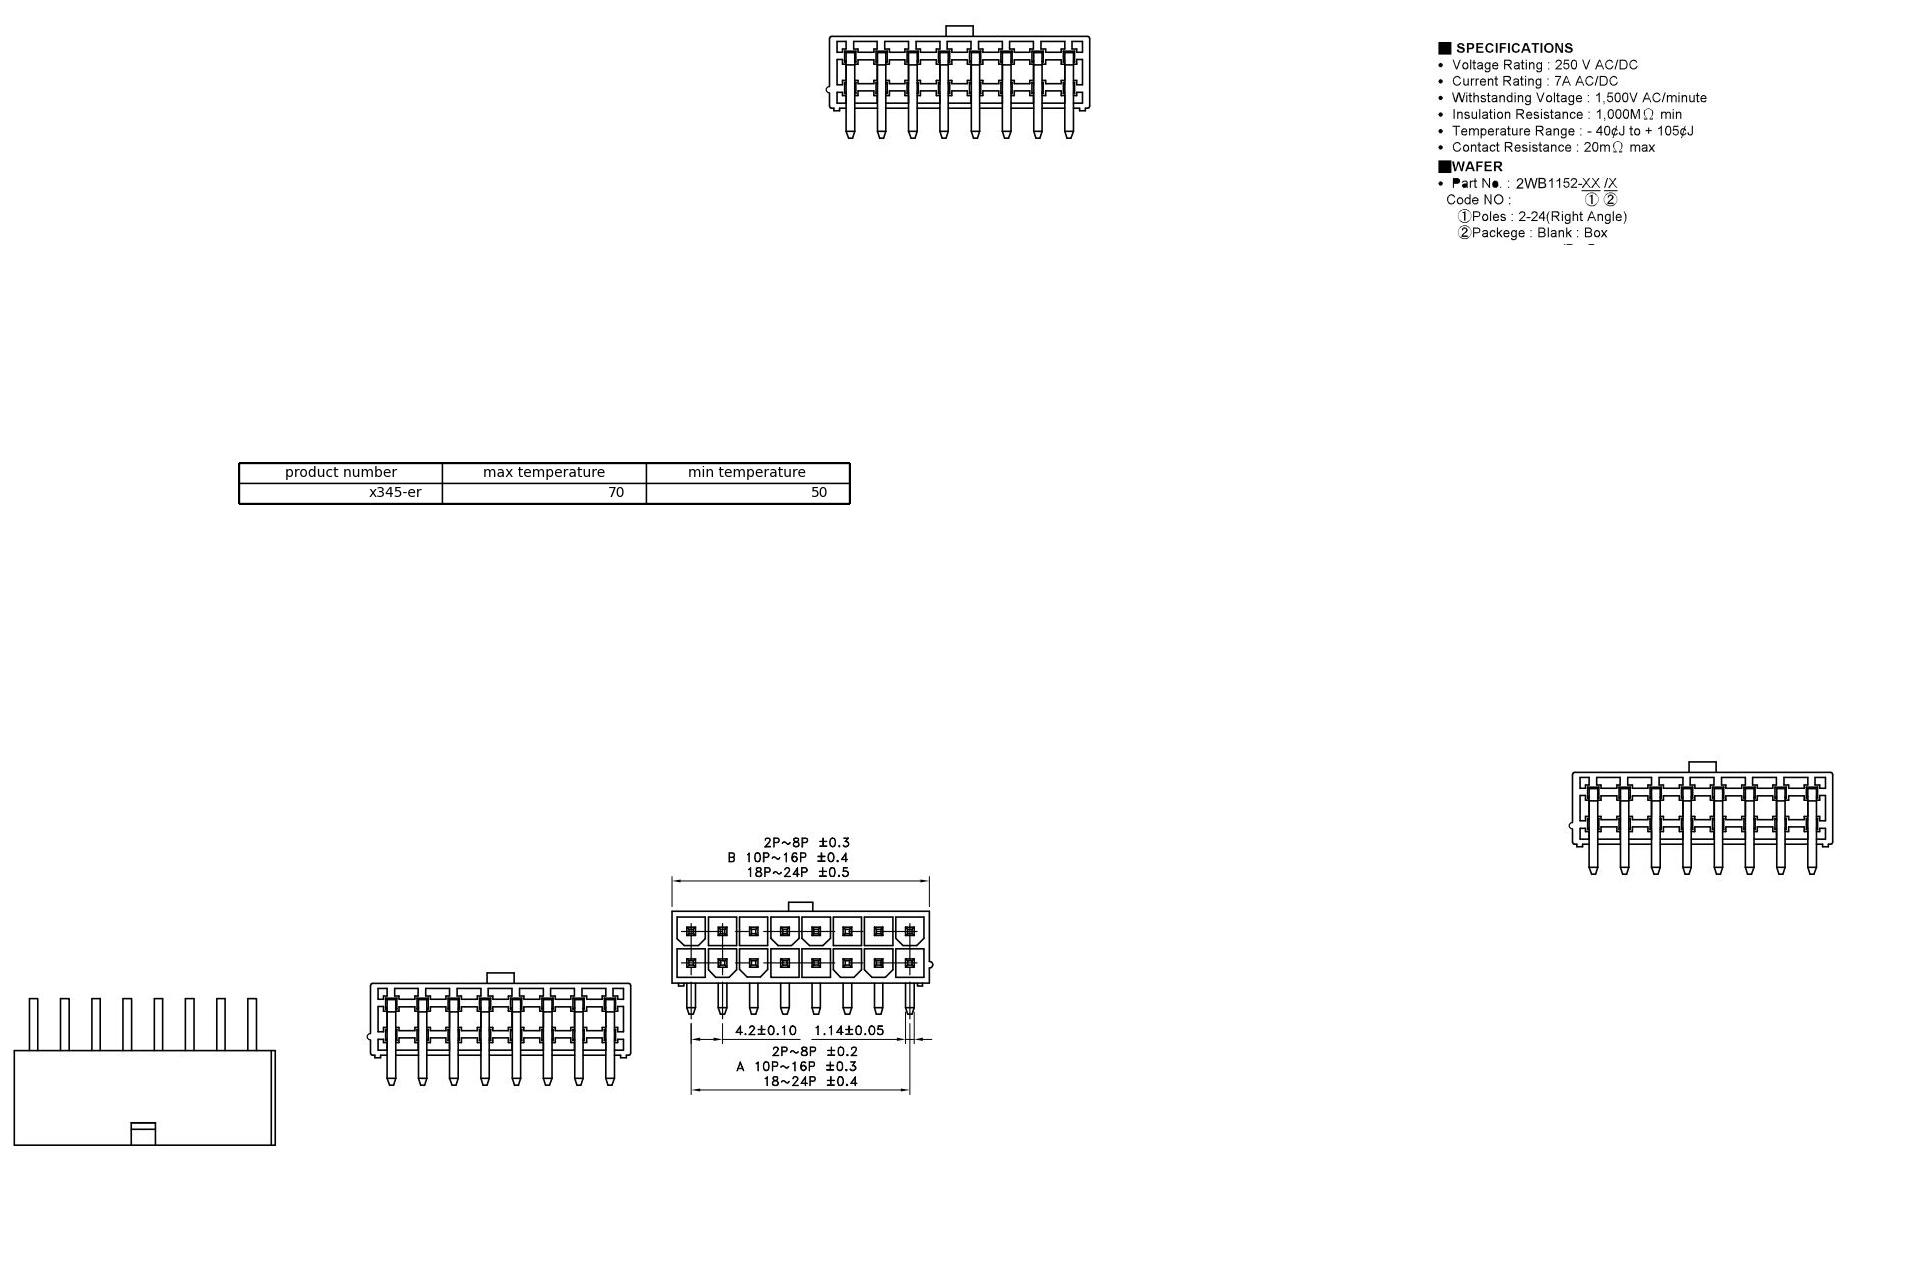 ■ SPECIFICATIONS
• Voltage Rating : 250 V AC/DC
• Current Rating : 7A AC/DC
• Withstanding Voltage : 1,500V AC/minute
• Insulation Resistance : 1,000MΩ min
• Temperature Range : - 40¢J to + 105¢J
• Contact Resistance : 20mΩ max
■WAFER
• Part No. : 2WB1152-XX /X
Code NO : ① ②
①Poles : 2-24(Right Angle)
②Packege : Blank : Box
product number max temperature min temperature
x345-er 70 50
2P~8P ±0.3
B 10P~16P ±0.4
18P~24P ±0.5
4.2±0.10 1.14±0.05
2P~8P ±0.2
A 10P~16P ±0.3
18~24P ±0.4